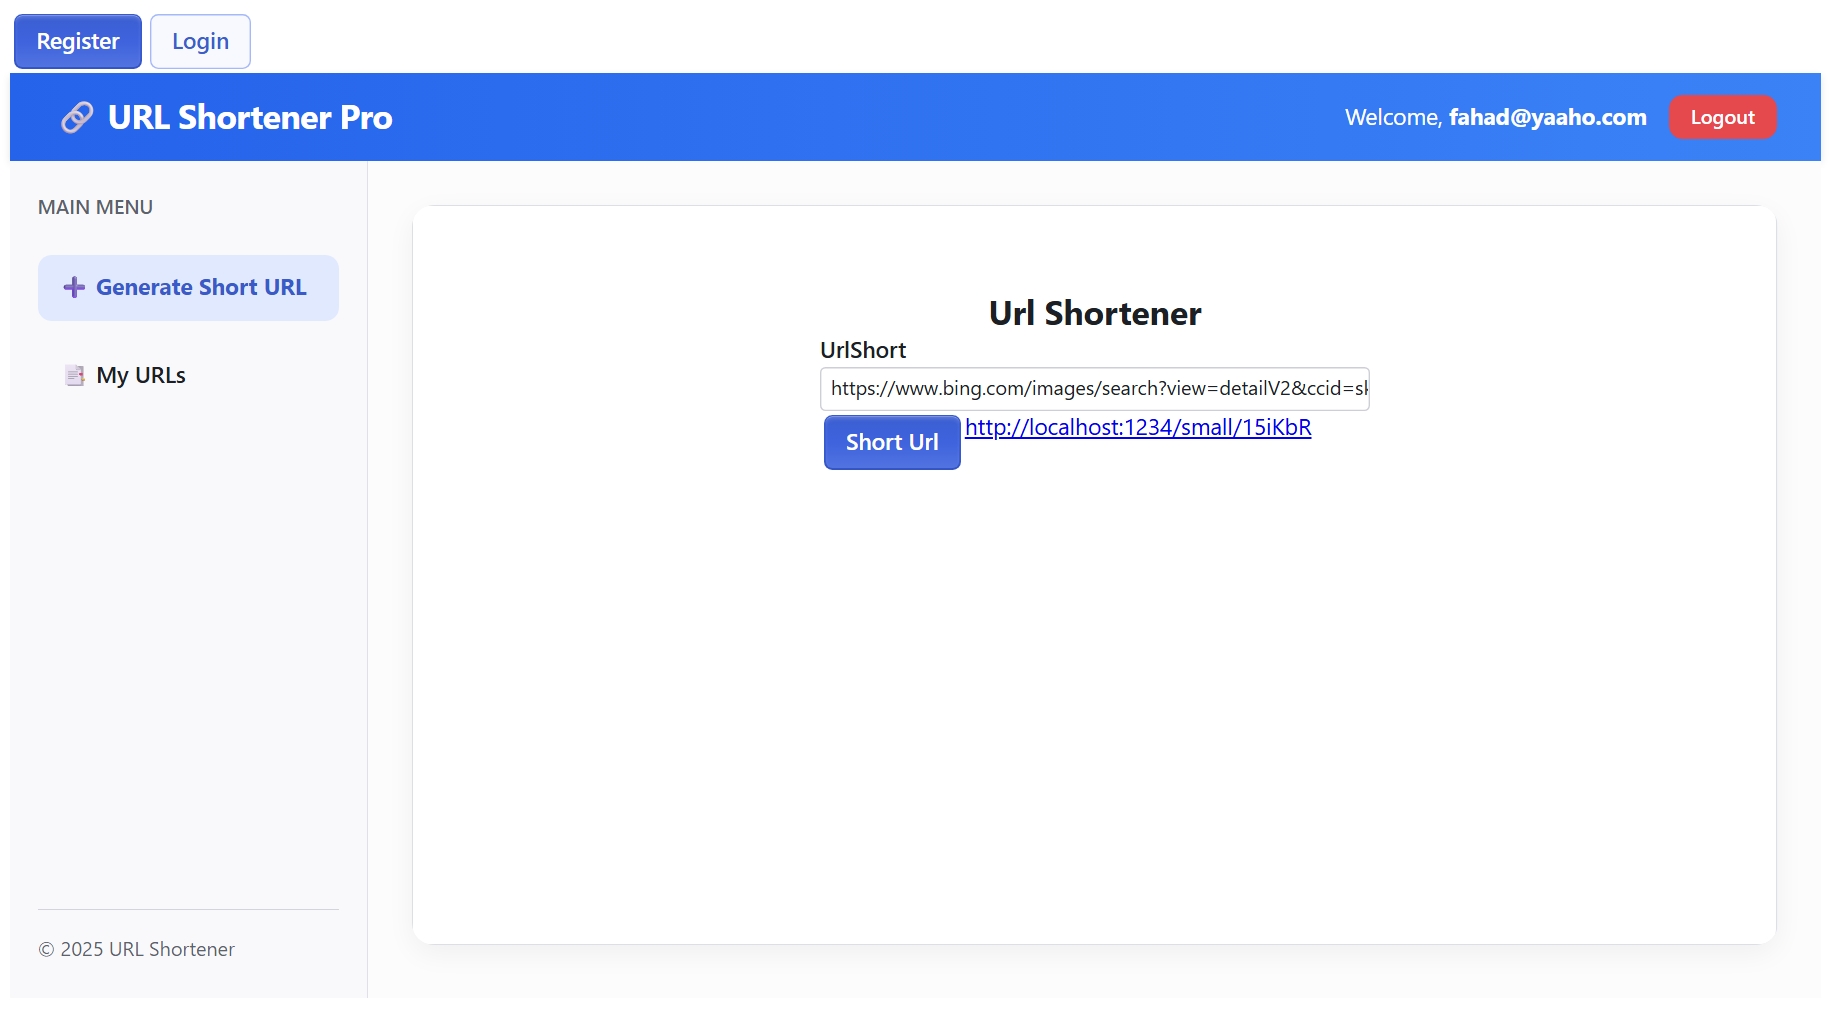 Register Login
URL Shortener Pro
Welcome, fahad@yaaho.com Logout
MAIN MENU
Generate Short URL
My URLs
© 2025 URL Shortener
Url Shortener
UrlShort
https://www.bing.com/images/search?view=detailV2&ccid=sk
Short Url http://localhost:1234/small/15iKbR